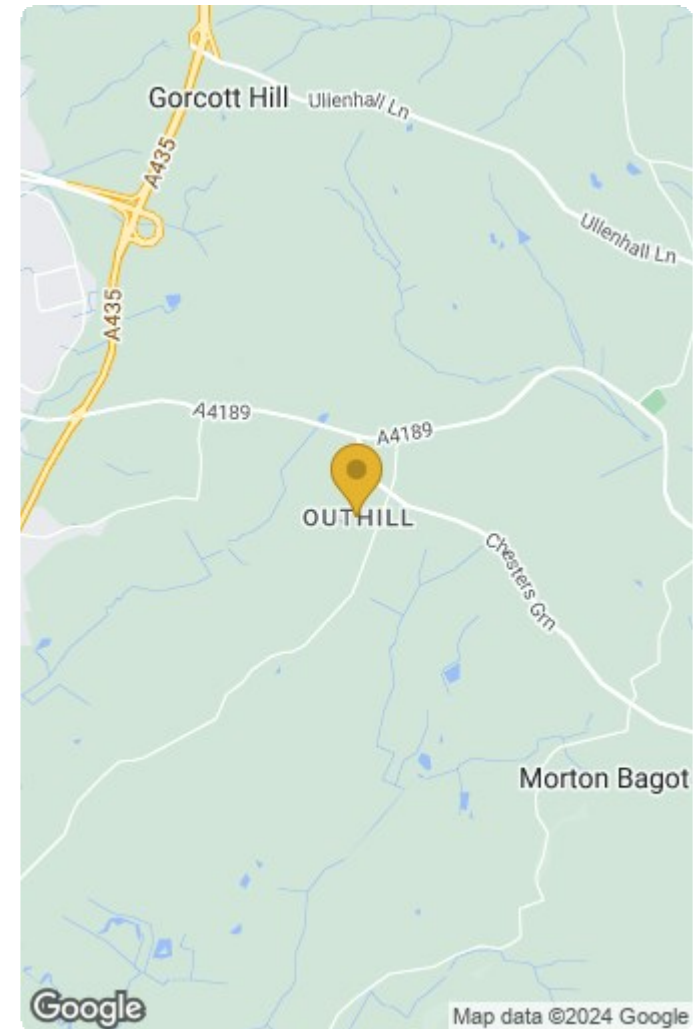 Gorcott Hill
Ullenhall Ln
A435
Ullenhall Ln
A435
A4189
A4189
OUTHILL
Chesters Grn
Morton Bagot
Google
Map data ©2024 Google